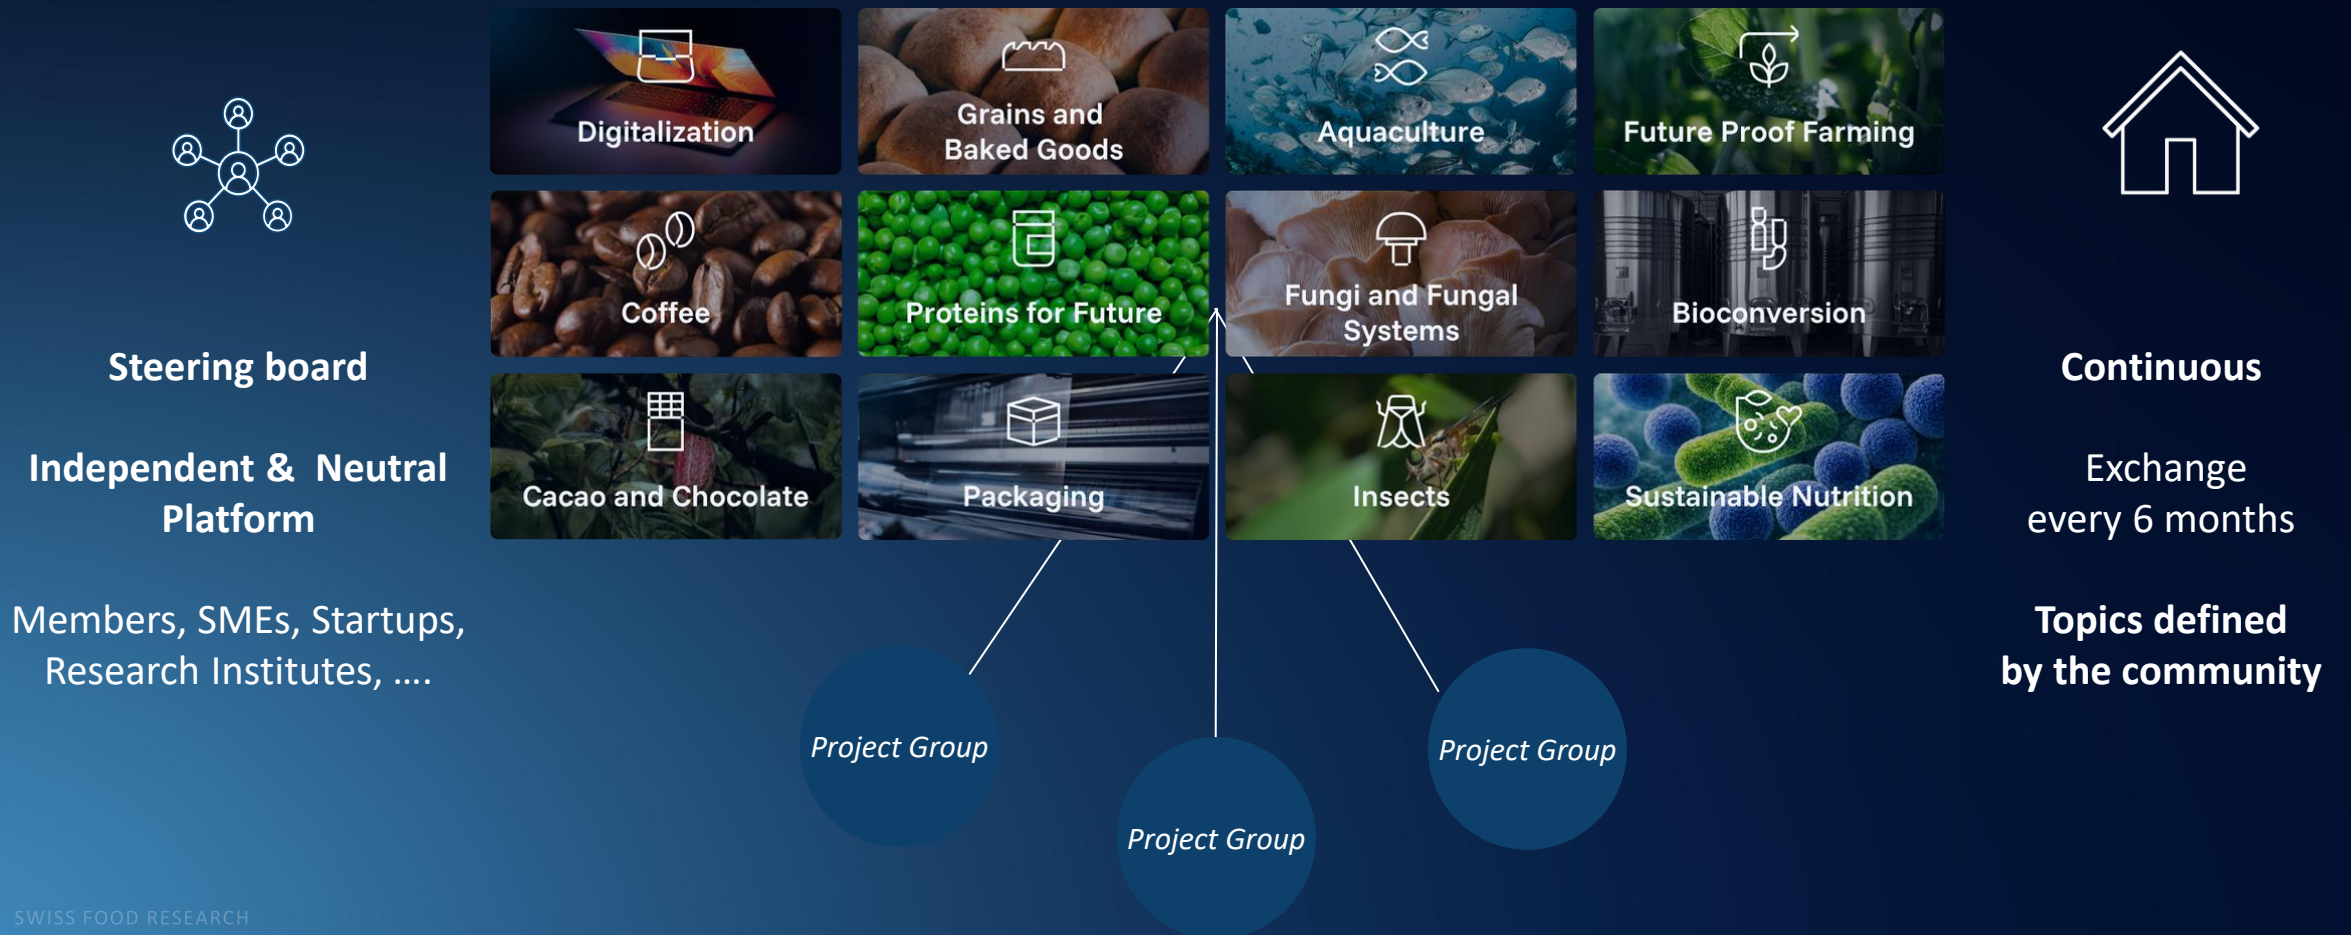 Digitalization
Grains and
Baked Goods
Aquaculture
Future Proof Farming
Coffee
Proteins for Future
Fungi and Fungal
Systems
Bioconversion
Cacao and Chocolate
Packaging
Insects
Sustainable Nutrition
Steering board
Independent &  Neutral
Platform
Members, SMEs, Startups,
Research Institutes, ....
Continuous
Exchange
every 6 months
Topics defined
by the community
Project Group
Project Group
Project Group
SWISS FOOD RESEARCH